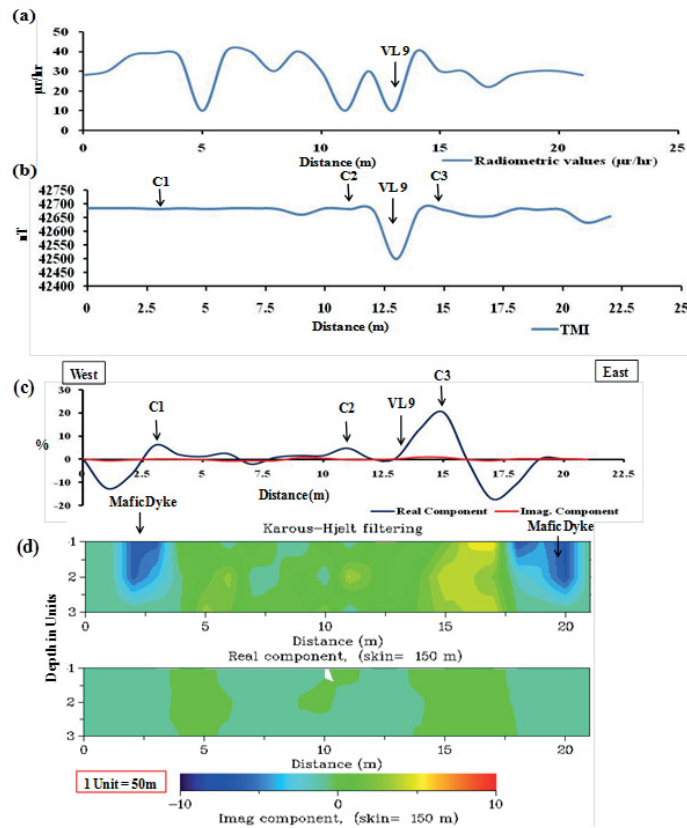 (a)
50
40
30
20
10
0
μr/hr
VL 9
0 5 10 15 20 25
Distance (m)
Radiometric values (μr/hr)
(b)
42750
42700
42650
42600
42550
42500
42450
42400
nT
C1
C2
VL 9
C3
0 2.5 5 7.5 10 12.5 15 17.5 20 22.5 25
Distance (m)
TMI
West
East
(c)
30
20
10
0
-10
-20
%
C1
C2
VL 9
C3
0 2.5 5 7.5 10 12.5 15 17.5 20 22.5
Distance (m)
Real Component
Imag. Component
Mafic Dyke
Karous-Hjelt filtering
Mafic Dyke
(d)
-1
2
3
0 5 10 15 20
Distance (m)
Real component, (skin= 150 m)
Depth in Units
-1
2
3
0 5 10 15 20
Distance (m)
1 Unit = 50m
-10 0 10
Imag component, (skin= 150 m)